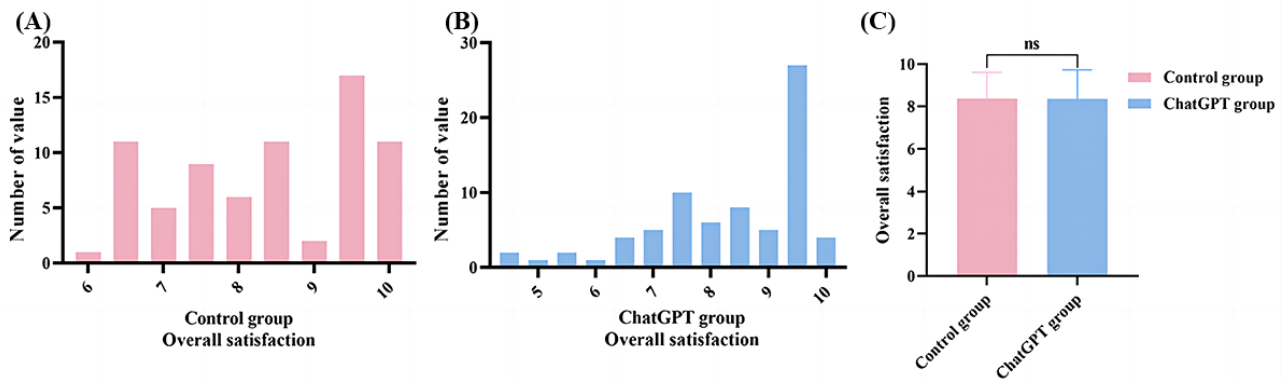 (A)
Number of value
20
15
10
5
0
6
7
8
9
10
Control group
Overall satisfaction
(B)
Number of value
30
20
10
0
5
6
7
8
9
10
ChatGPT group
Overall satisfaction
(C)
ns
Overall satisfaction
10
8
6
4
2
0
Control group
ChatGPT group
Control group
ChatGPT group